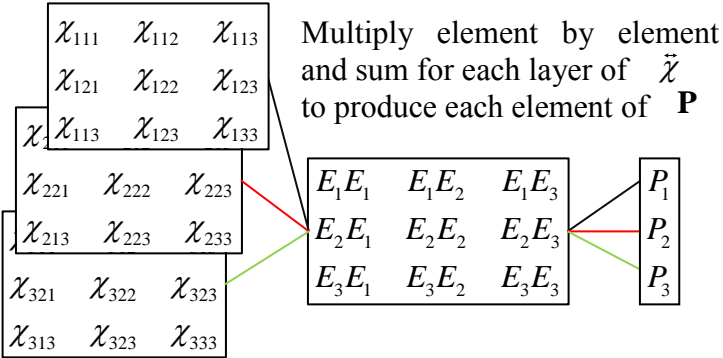 χ₁₁₁ χ₁₁₂ χ₁₁₃
χ₁₂₁ χ₁₂₂ χ₁₂₃
χ₁₁₃ χ₁₂₃ χ₁₃₃
Multiply element by element
and sum for each layer of χ⃡
to produce each element of P
χ₂₂₁ χ₂₂₂ χ₂₂₃
χ₂₁₃ χ₂₂₃ χ₂₃₃
χ₃₂₁ χ₃₂₂ χ₃₂₃
χ₃₁₃ χ₃₂₃ χ₃₃₃
E₁E₁ E₁E₂ E₁E₃
E₂E₁ E₂E₂ E₂E₃
E₃E₁ E₃E₂ E₃E₃
P₁
P₂
P₃